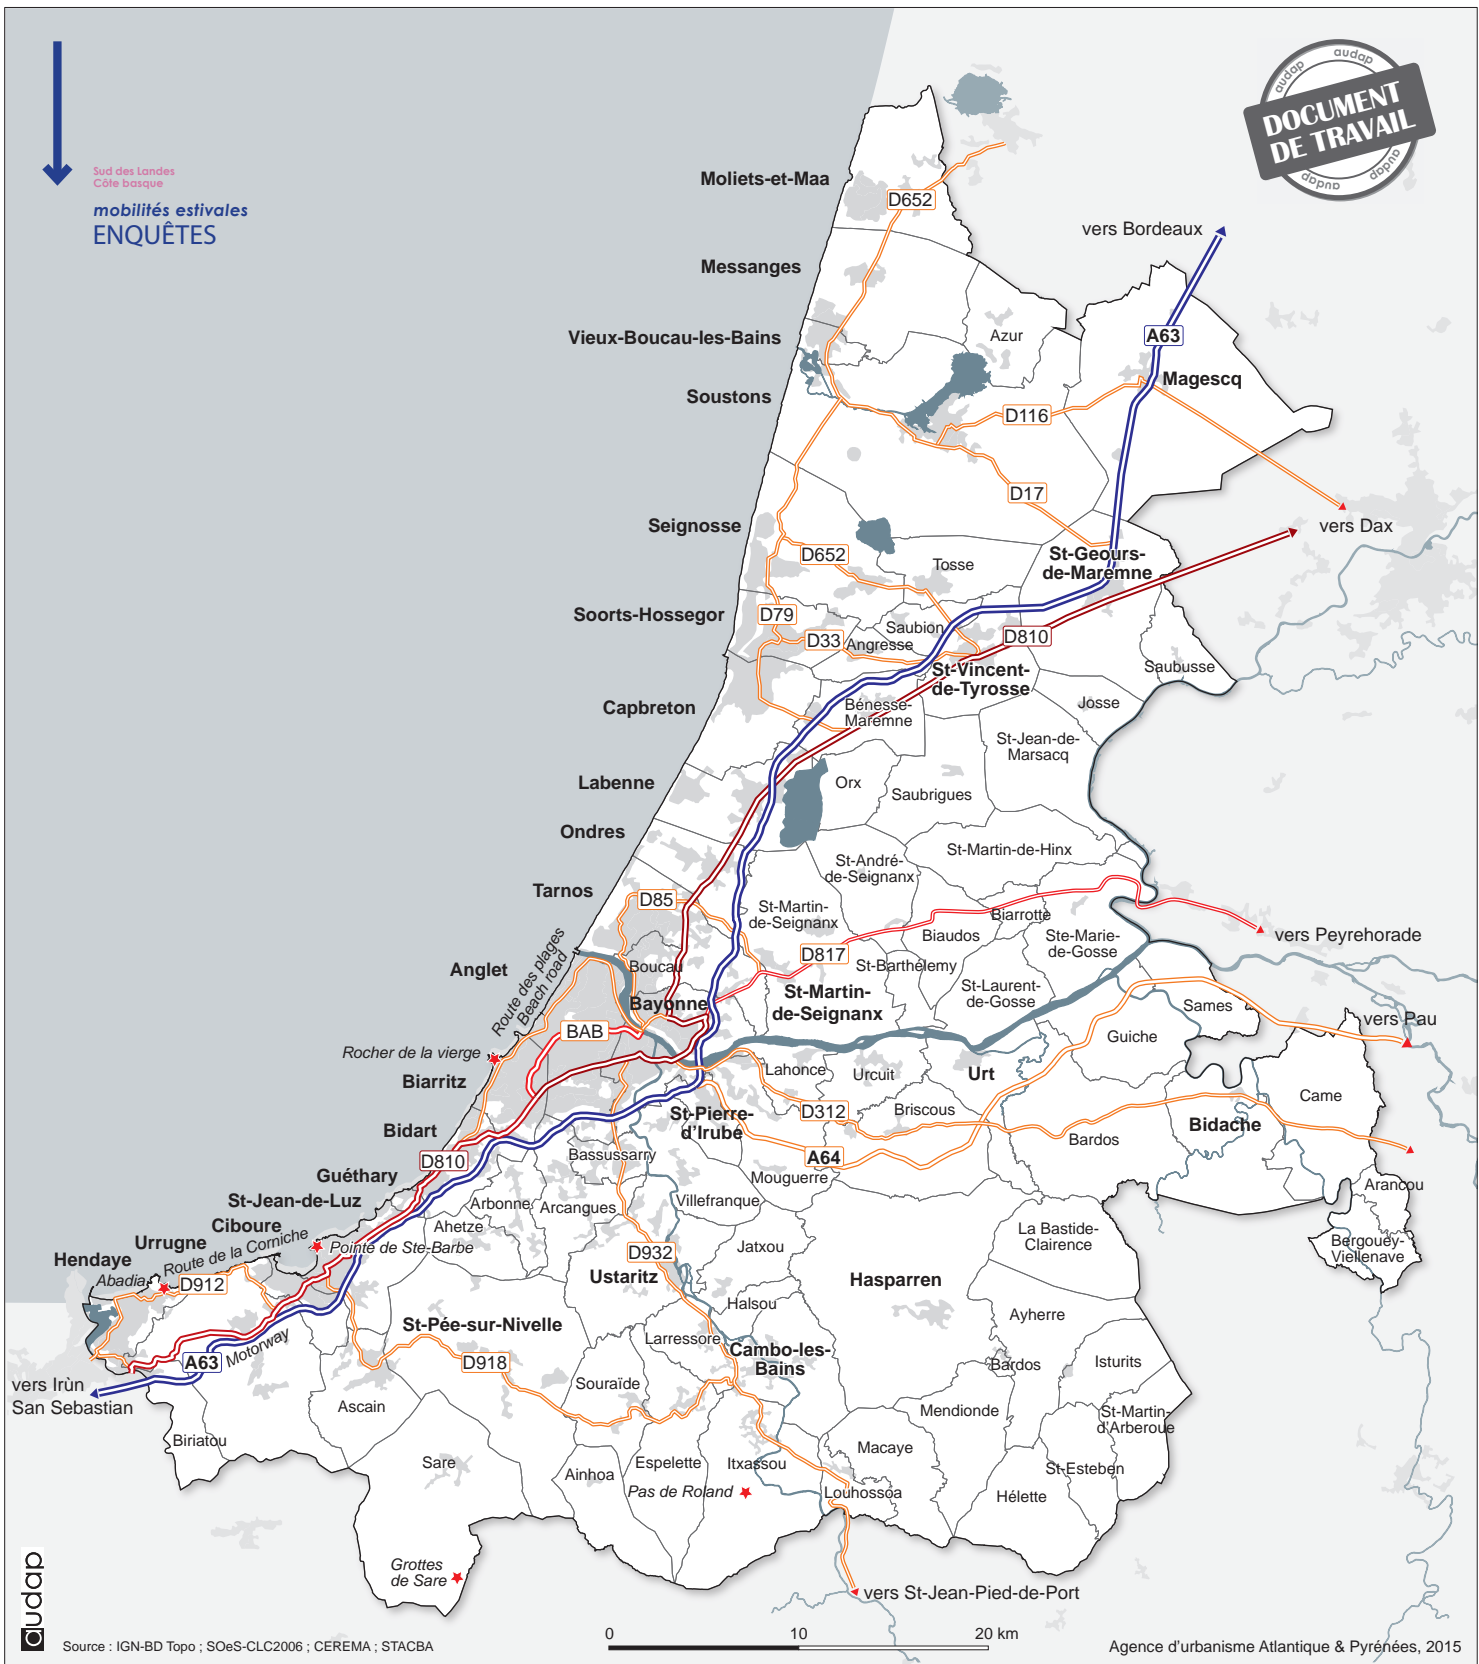 audap
audap
DOCUMENT
DE TRAVAIL
audap
audap
Sud des Landes
Côte basque
mobilités estivales
ENQUÊTES
Moliets-et-Maa
D652
vers Bordeaux
Messanges
Vieux-Boucau-les-Bains
Azur
A63
Magescq
Soustons
D116
D17
Seignosse
vers Dax
D652
Tosse
St-Geours-
de-Maremne
Soorts-Hossegor
D79
D33
Saubion
Angresse
D810
Saubusse
St-Vincent-
de-Tyrosse
Capbreton
Bénesse-
Maremne
Josse
St-Jean-de-
Marsacq
Labenne
Orx
Saubrigues
Ondres
St-Martin-de-Hinx
St-André-
de-Seignanx
Tarnos
D85
St-Martin-
de-Seignanx
Biarrotte
Biaudos
Ste-Marie-
de-Gosse
vers Peyrehorade
D817
St-Barthélemy
Anglet
Route des plages
Beach road
Boucau
St-Laurent-
de-Gosse
St-Martin-
de-Seignanx
Bayonne
Sames
vers Pau
BAB
Guiche
Rocher de la vierge
Biarritz
Lahonce
Urcuit
Urt
Came
St-Pierre-
d'Irube
D312
Briscous
Bidache
Bidart
Bardos
D810
Bassussarry
A64
Mouguerre
Guéthary
Arancou
St-Jean-de-Luz
Arbonne
Arcangues
Villefranque
Ciboure
Ahetze
La Bastide-
Clairence
Urrugne
Route de la Corniche
Pointe de Ste-Barbe
Jatxou
Bergouey-
Viellenave
Hendaye
Abadia
D912
D932
Ustaritz
Hasparren
Halsou
Ayherre
St-Pée-sur-Nivelle
Larressore
Cambo-les-
Bains
Motorway
A63
D918
Bardos
Isturits
vers Irùn
San Sebastian
Souraïde
Ascain
Mendionde
St-Martin-
d'Arberoue
Biriatou
Macaye
Sare
Ainhoa
Espelette
Itxassou
St-Esteben
Pas de Roland
Louhossoa
Hélette
Grottes
de Sare
vers St-Jean-Pied-de-Port
audap
Source : IGN-BD Topo ; SOeS-CLC2006 ; CEREMA ; STACBA
0 10 20 km
Agence d'urbanisme Atlantique & Pyrénées, 2015